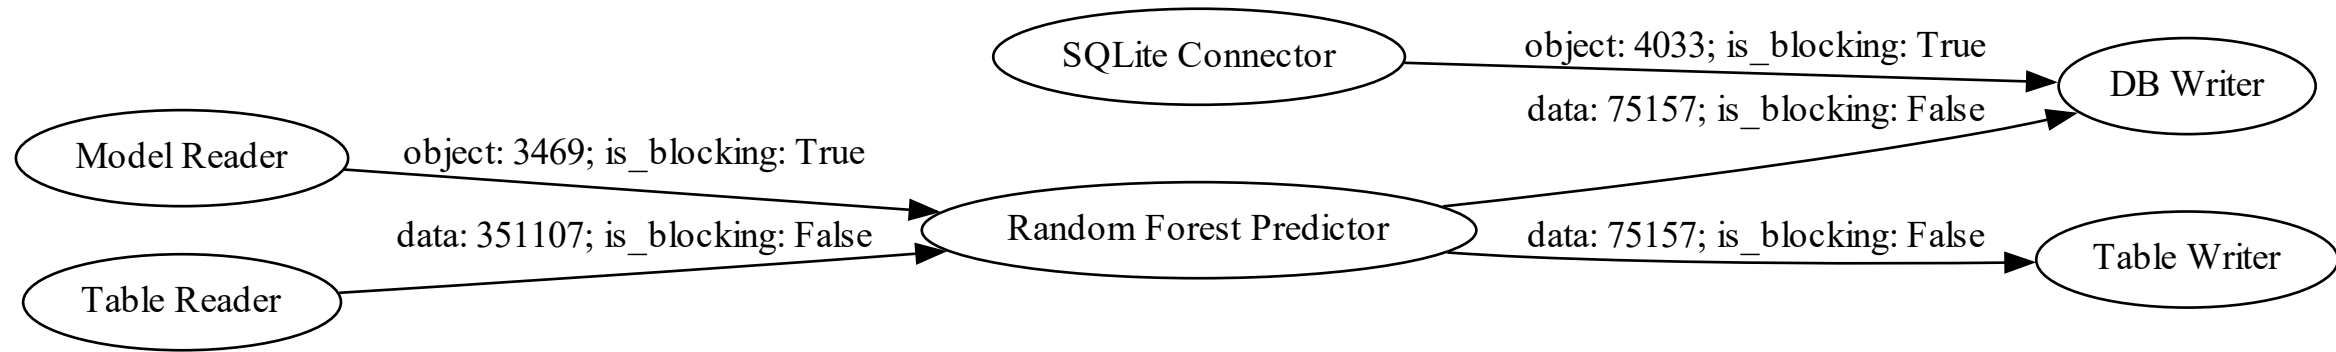 SQLite Connector
object: 4033; is_blocking: True
DB Writer
data: 75157; is_blocking: False
Model Reader
object: 3469; is_blocking: True
Random Forest Predictor
data: 351107; is_blocking: False
data: 75157; is_blocking: False
Table Writer
Table Reader